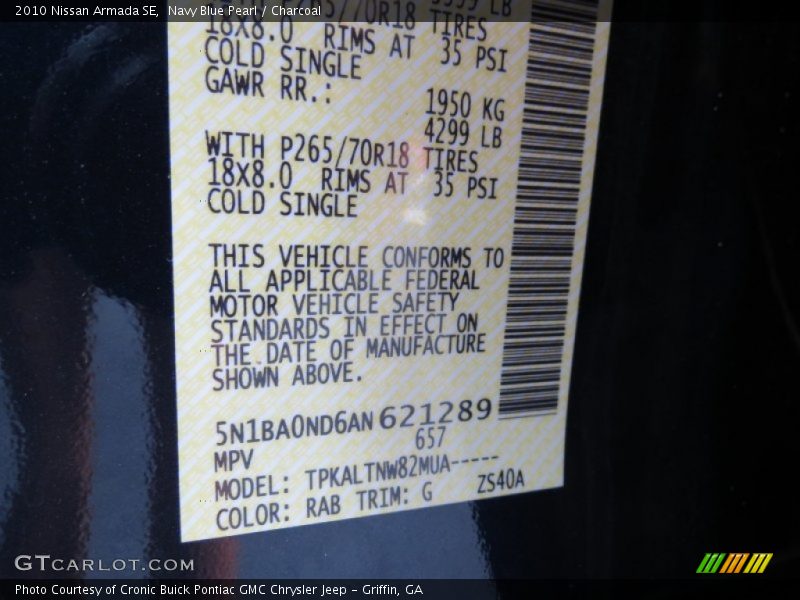 2010 Nissan Armada SE, Navy Blue Pearl / Charcoal
18X8.0 RIMS AT 35 PSI
COLD SINGLE
GAWR RR.: 1950 KG
4299 LB
WITH P265/70R18 TIRES
18X8.0 RIMS AT 35 PSI
COLD SINGLE
THIS VEHICLE CONFORMS TO
ALL APPLICABLE FEDERAL
MOTOR VEHICLE SAFETY
STANDARDS IN EFFECT ON
THE DATE OF MANUFACTURE
SHOWN ABOVE.
5N1BA0ND6AN621289
MPV 657
MODEL: TPKALTNW82MUA-----
COLOR: RAB TRIM: G ZS40A
GTCARLOT.COM
Photo Courtesy of Cronic Buick Pontiac GMC Chrysler Jeep - Griffin, GA